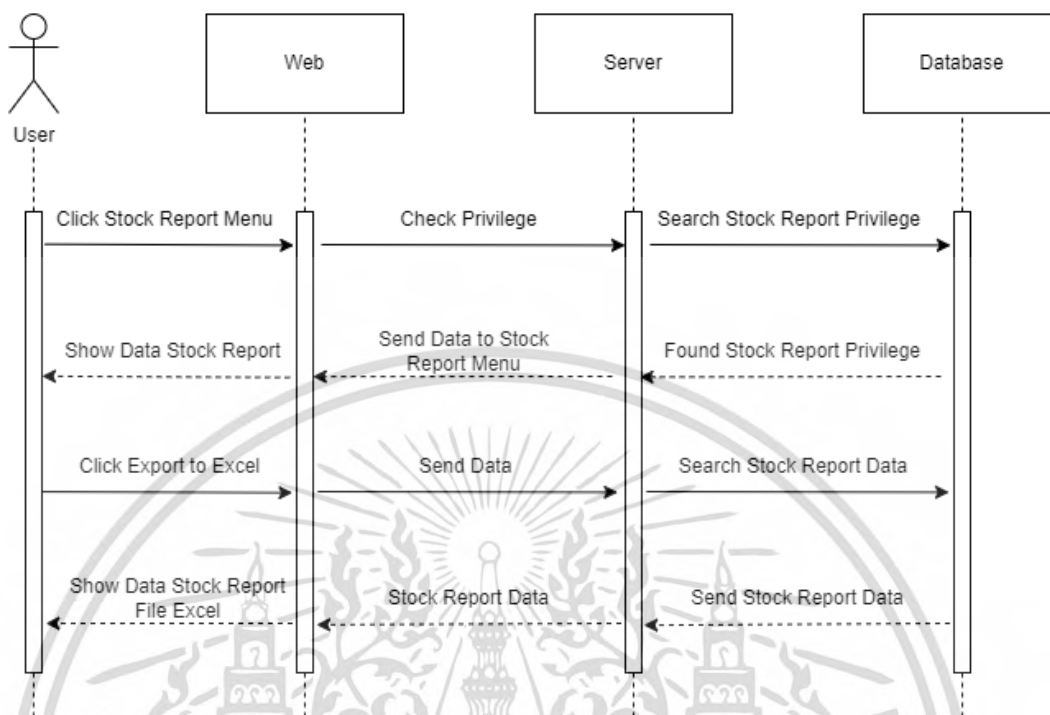 Web
Server
Database
User
Click Stock Report Menu
Check Privilege
Search Stock Report Privilege
Show Data Stock Report
Send Data to Stock
Report Menu
Found Stock Report Privilege
Click Export to Excel
Send Data
Search Stock Report Data
Show Data Stock Report
File Excel
Stock Report Data
Send Stock Report Data